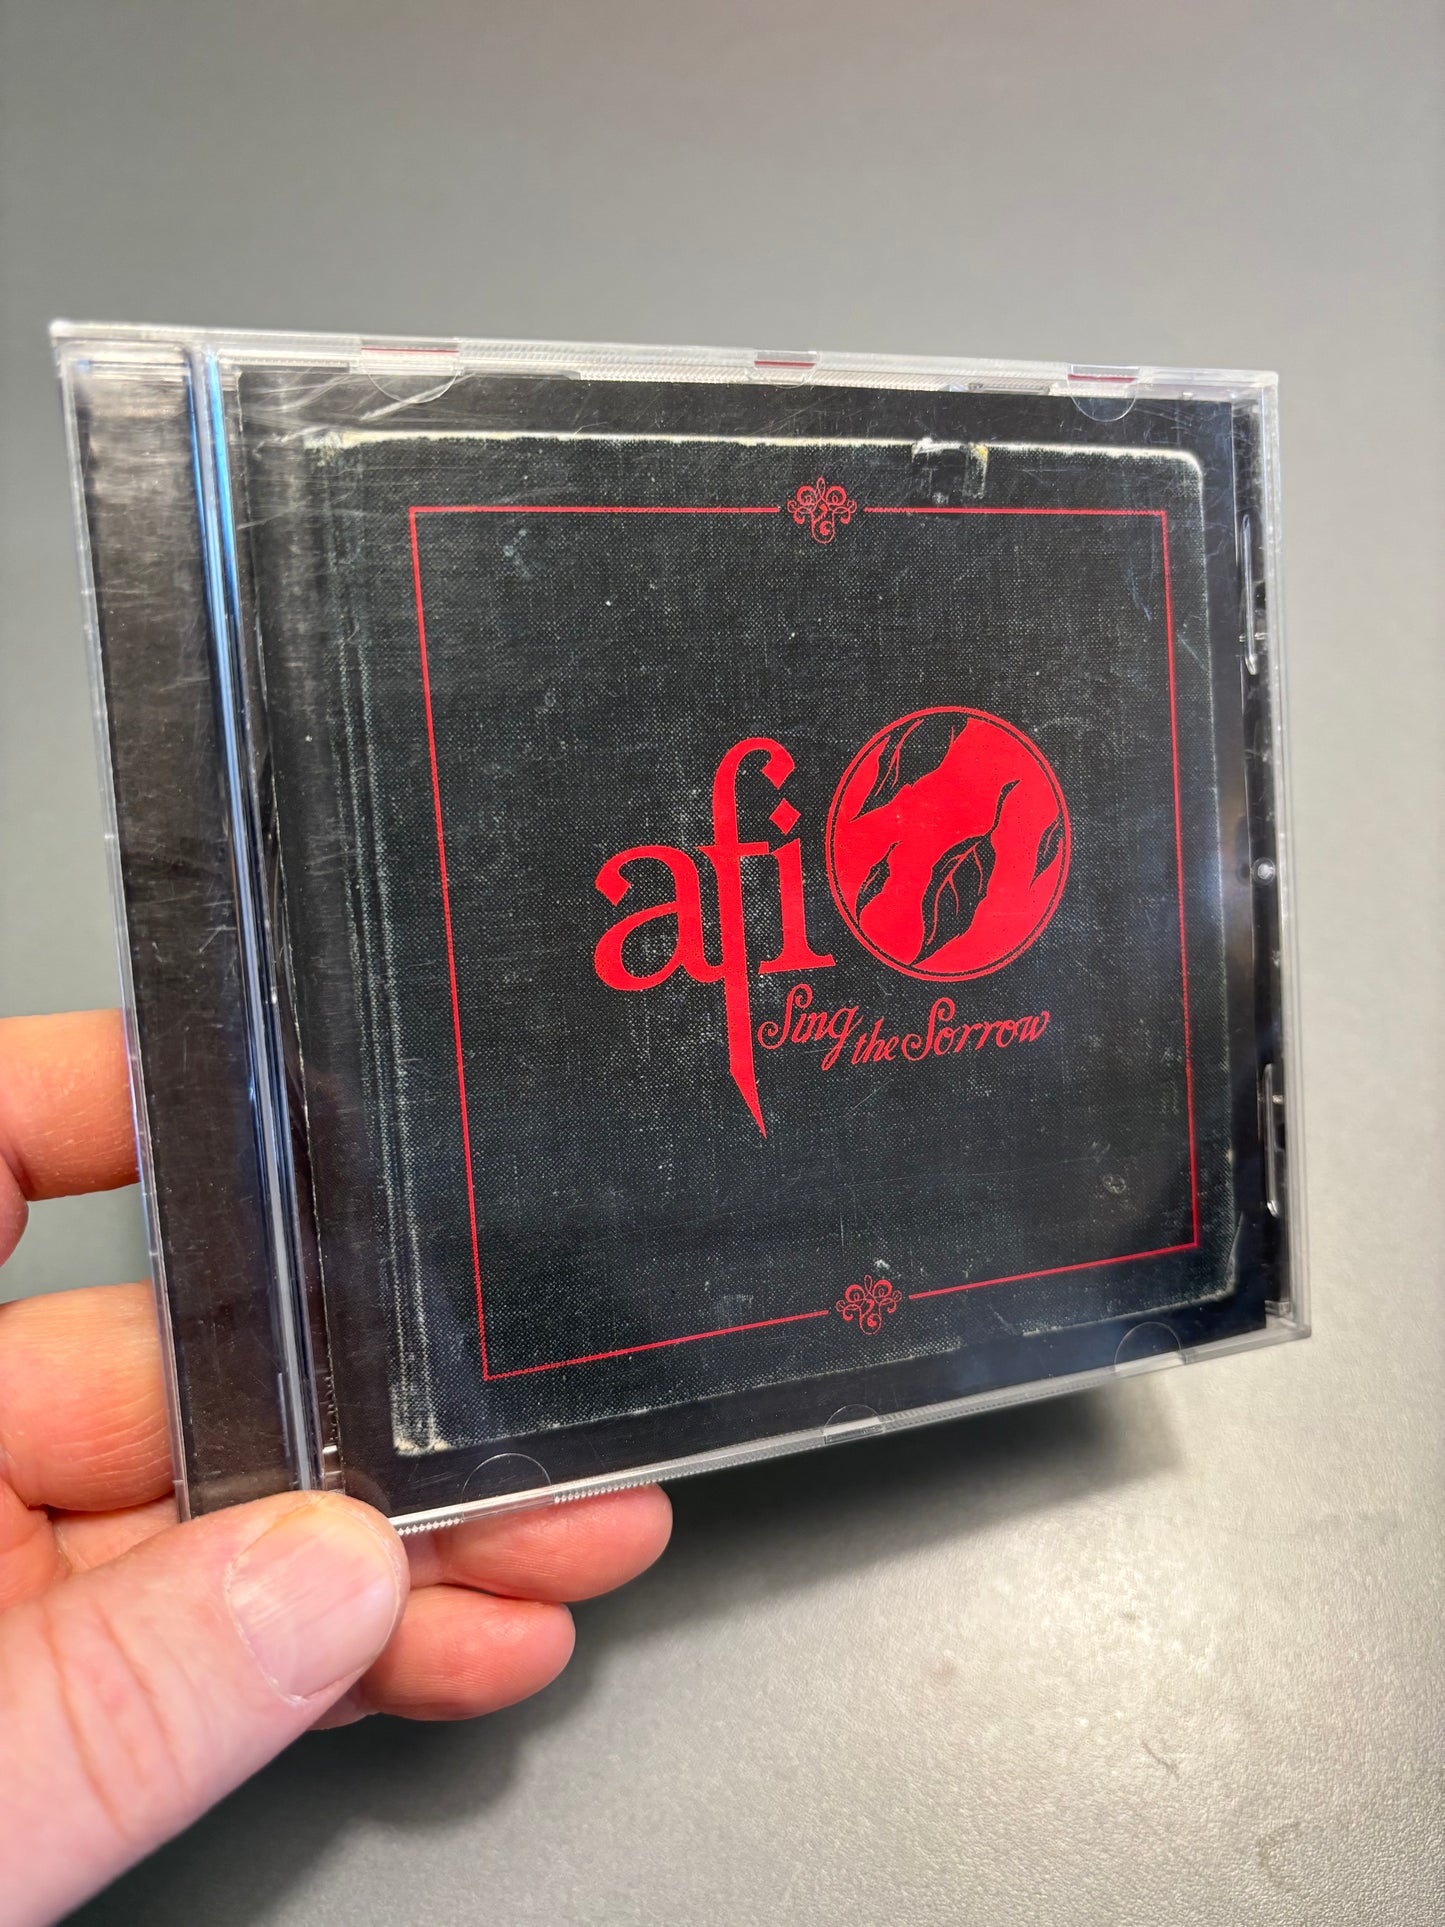 afi
Sing the Sorrow